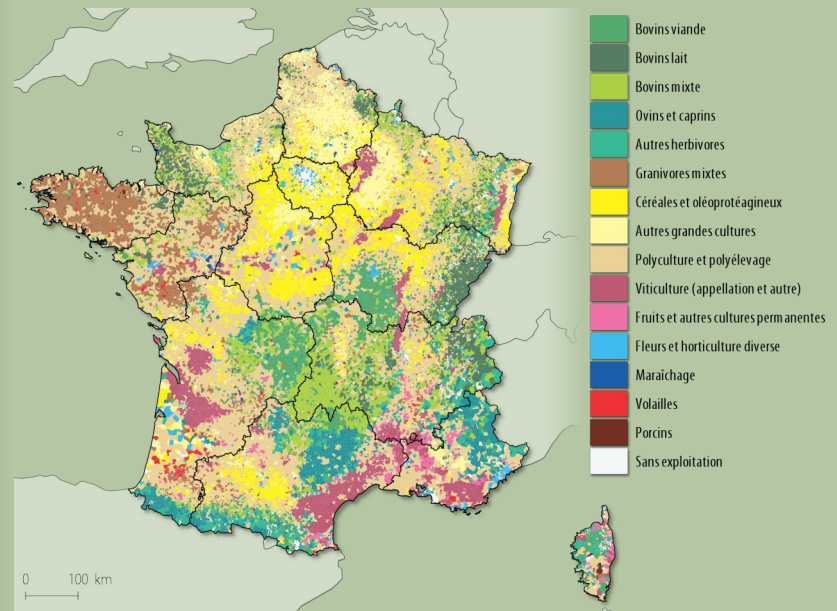 Bovins viande
Bovins lait
Bovins mixte
Ovins et caprins
Autres herbivores
Granivores mixtes
Céréales et oléoprotéagineux
Autres grandes cultures
Polyculture et polyélevage
Viticulture (appellation et autre)
Fruits et autres cultures permanentes
Fleurs et horticulture diverse
Maraîchage
Volailles
Porcins
Sans exploitation
0 100 km